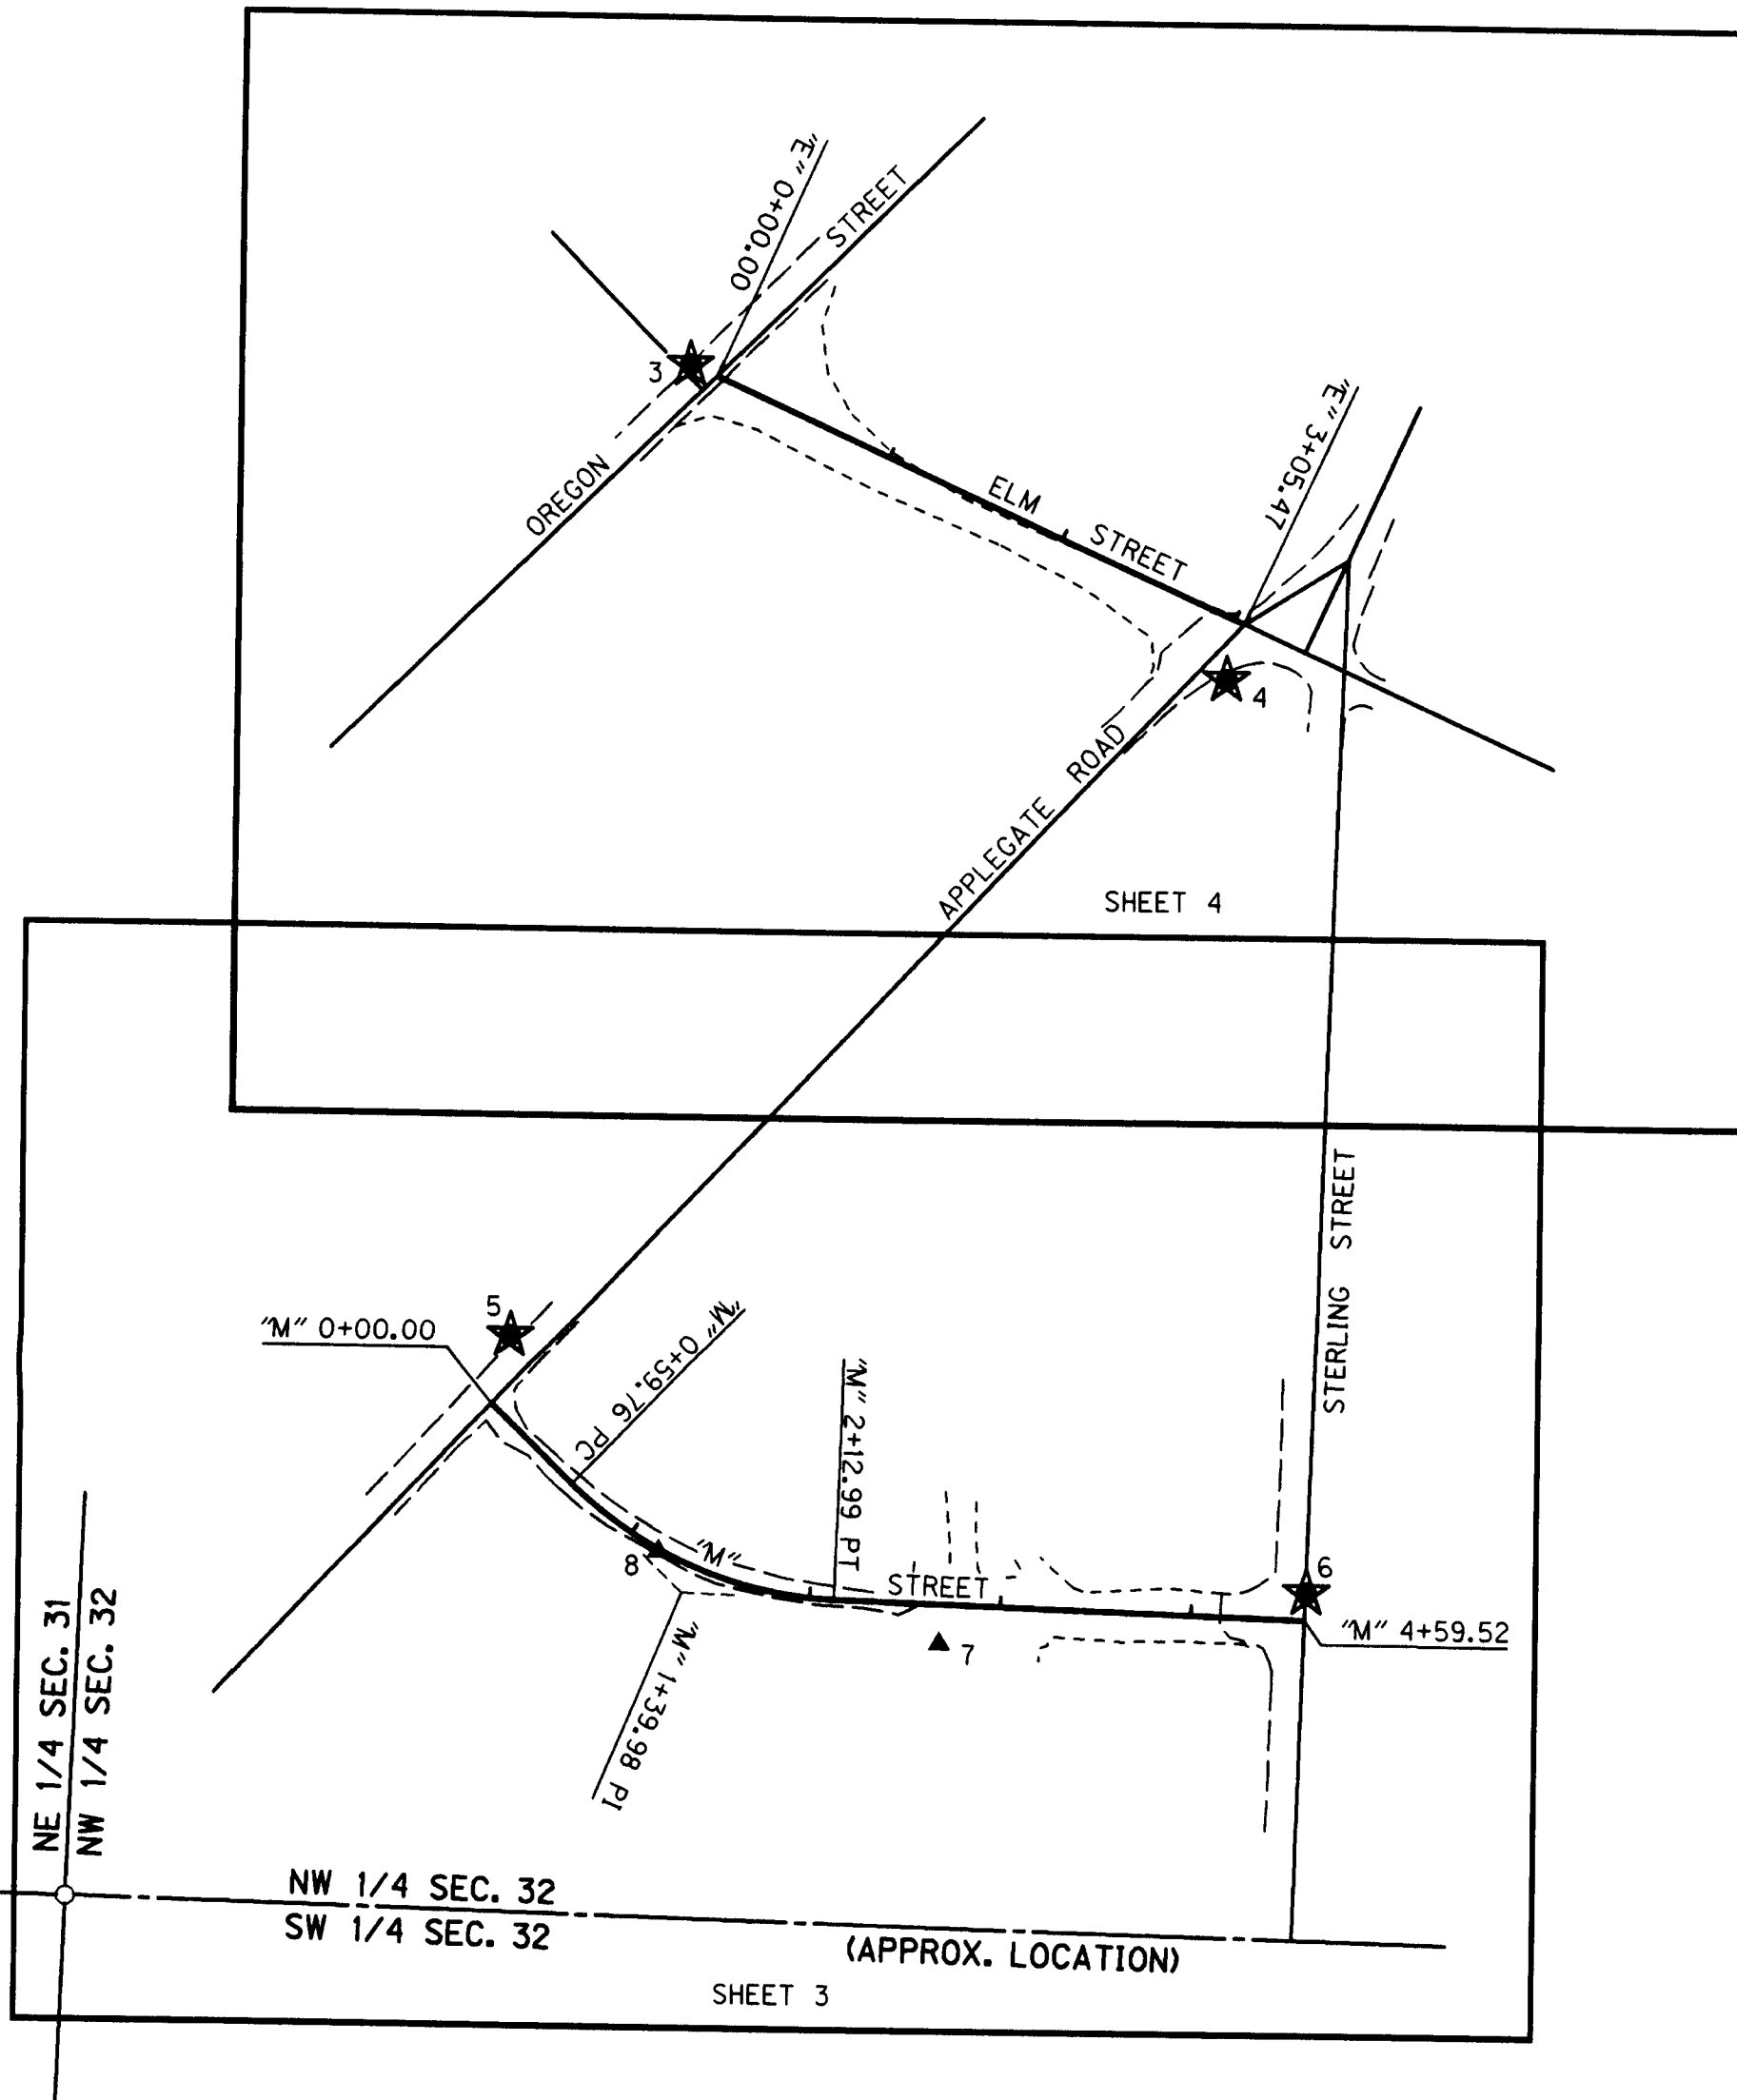 "E" 0+00.00
OREGON STREET
3
"E" 3+05.47
ELM STREET
4
APPLEGATE ROAD
SHEET 4
STERLING STREET
5
"M" 0+00.00
"M" 0+59.76 PC
"M" 2+12.99 PT
8
"M" STREET
6
7
"M" 4+59.52
"M" 1+39.98 PI
NE 1/4 SEC. 31
NW 1/4 SEC. 32
NW 1/4 SEC. 32
SW 1/4 SEC. 32
(APPROX. LOCATION)
SHEET 3